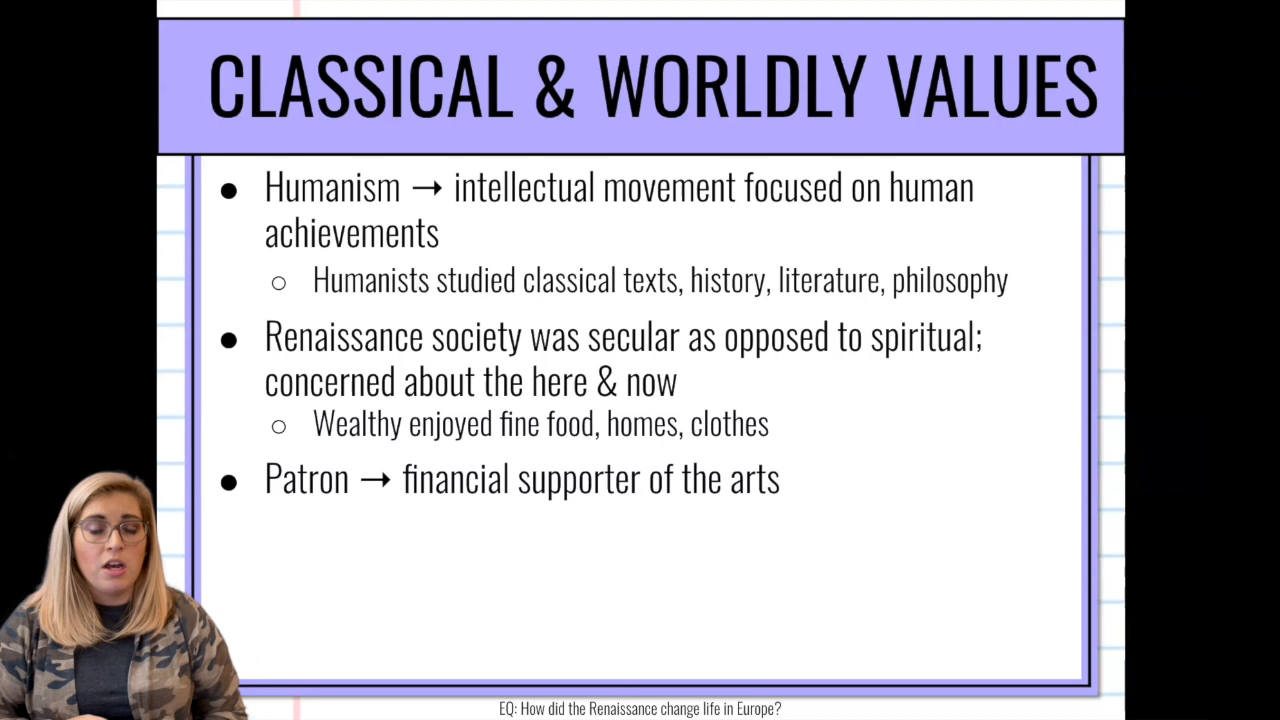 CLASSICAL & WORLDLY VALUES
● Humanism → intellectual movement focused on human
achievements
○ Humanists studied classical texts, history, literature, philosophy
● Renaissance society was secular as opposed to spiritual;
concerned about the here & now
○ Wealthy enjoyed fine food, homes, clothes
● Patron → financial supporter of the arts
EQ: How did the Renaissance change life in Europe?